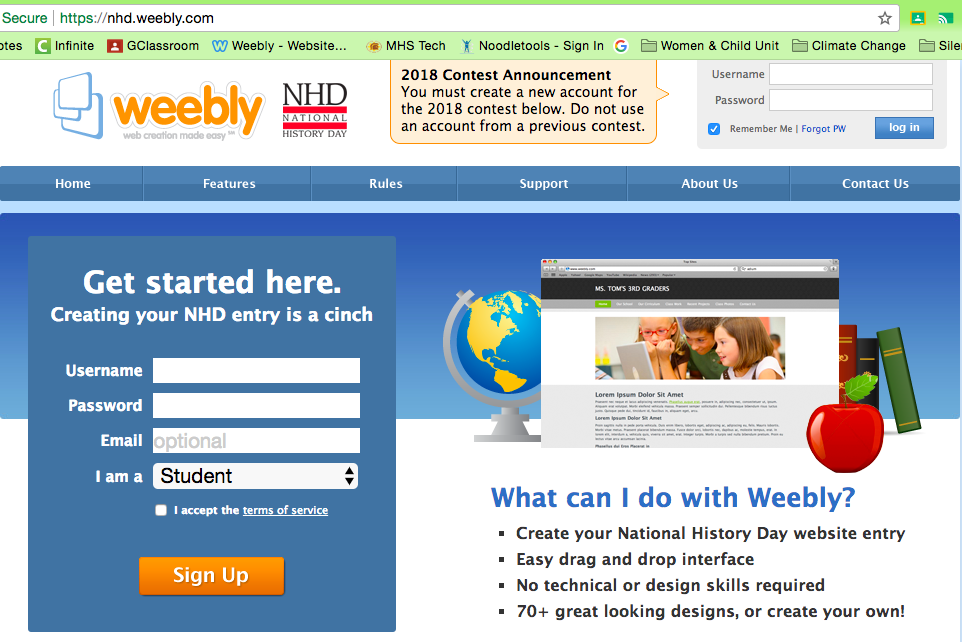 Secure | https://nhd.weebly.com
otes Infinite GClassroom Weebly - Website... MHS Tech Noodletools - Sign In G Women & Child Unit Climate Change Siler
weebly
web creation made easy™
NHD
NATIONAL
HISTORY DAY
2018 Contest Announcement
You must create a new account for
the 2018 contest below. Do not use
an account from a previous contest.
Username
Password
Remember Me | Forgot PW
log in
Home Features Rules Support About Us Contact Us
Get started here.
Creating your NHD entry is a cinch
Username
Password
Email optional
I am a Student
I accept the terms of service
Sign Up
MS. TOM'S 3RD GRADERS
Lorem Ipsum Dolor Sit Amet
Lorem Ipsum Dolor Sit Amet
What can I do with Weebly?
▪ Create your National History Day website entry
▪ Easy drag and drop interface
▪ No technical or design skills required
▪ 70+ great looking designs, or create your own!